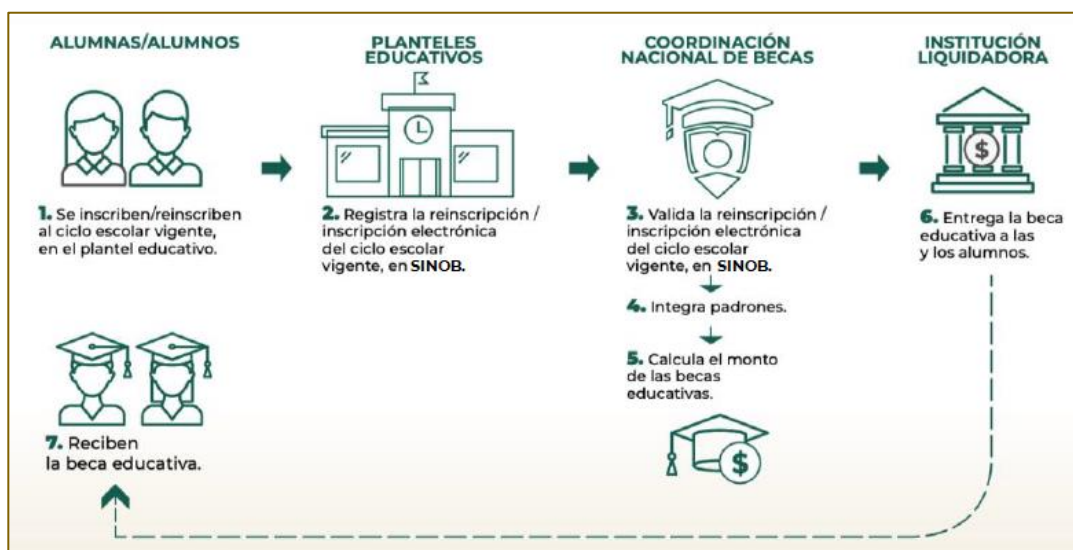 ALUMNAS/ALUMNOS
PLANTELES
EDUCATIVOS
COORDINACIÓN
NACIONAL DE BECAS
INSTITUCIÓN
LIQUIDADORA
$
1. Se inscriben/reinscriben
al ciclo escolar vigente,
en el plantel educativo.
2. Registra la reinscripción /
inscripción electrónica
del ciclo escolar
vigente, en SINOB.
3. Valida la reinscripción /
inscripción electrónica
del ciclo escolar
vigente, en SINOB.
4. Integra padrones.
5. Calcula el monto
de las becas
educativas.
$
6. Entrega la beca
educativa a las
y los alumnos.
7. Reciben
la beca educativa.